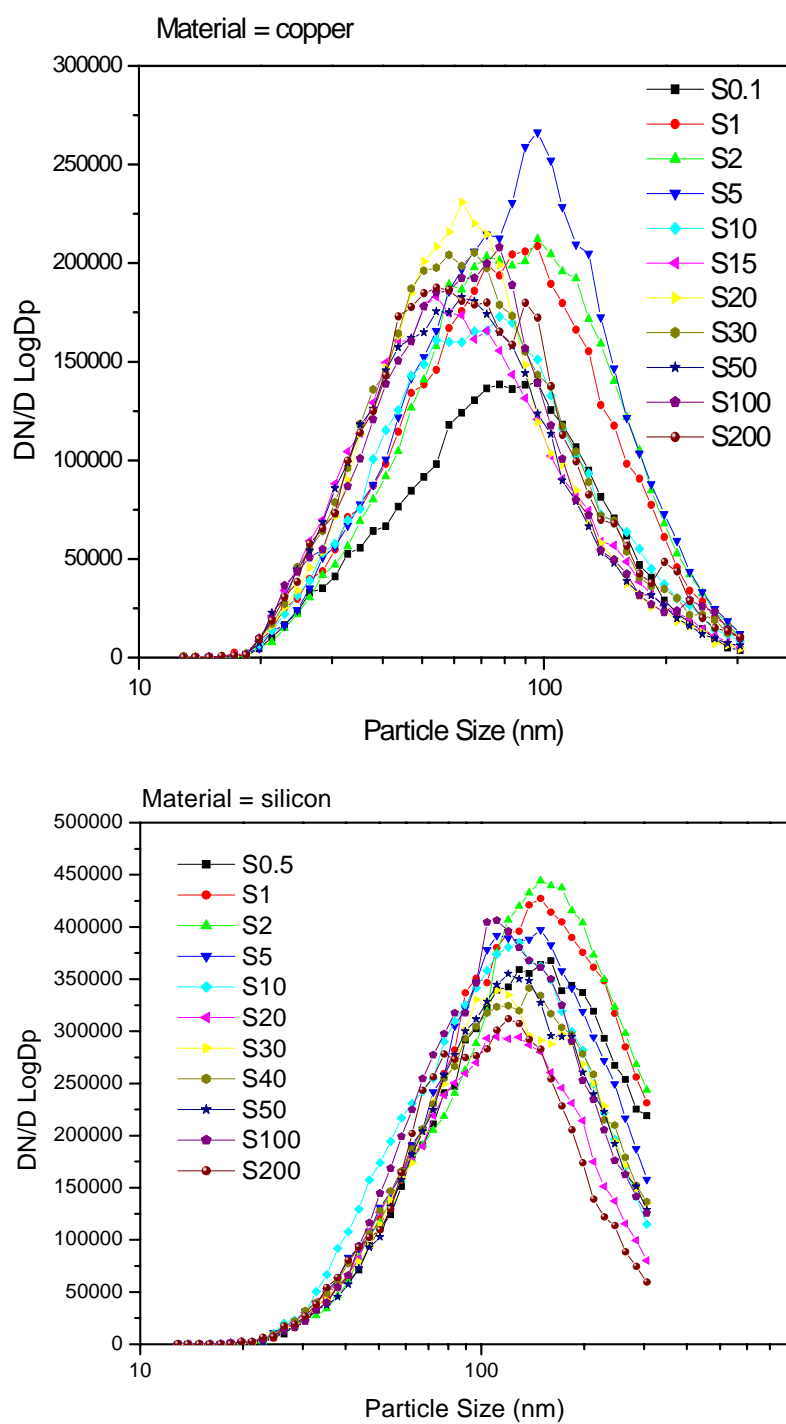 Material = copper
300000
250000
200000
150000
100000
50000
0
DN/D LogDp
S0.1
S1
S2
S5
S10
S15
S20
S30
S50
S100
S200
10
100
Particle Size (nm)
Material = silicon
500000
450000
400000
350000
300000
250000
200000
150000
100000
50000
0
DN/D LogDp
S0.5
S1
S2
S5
S10
S20
S30
S40
S50
S100
S200
10
100
Particle Size (nm)